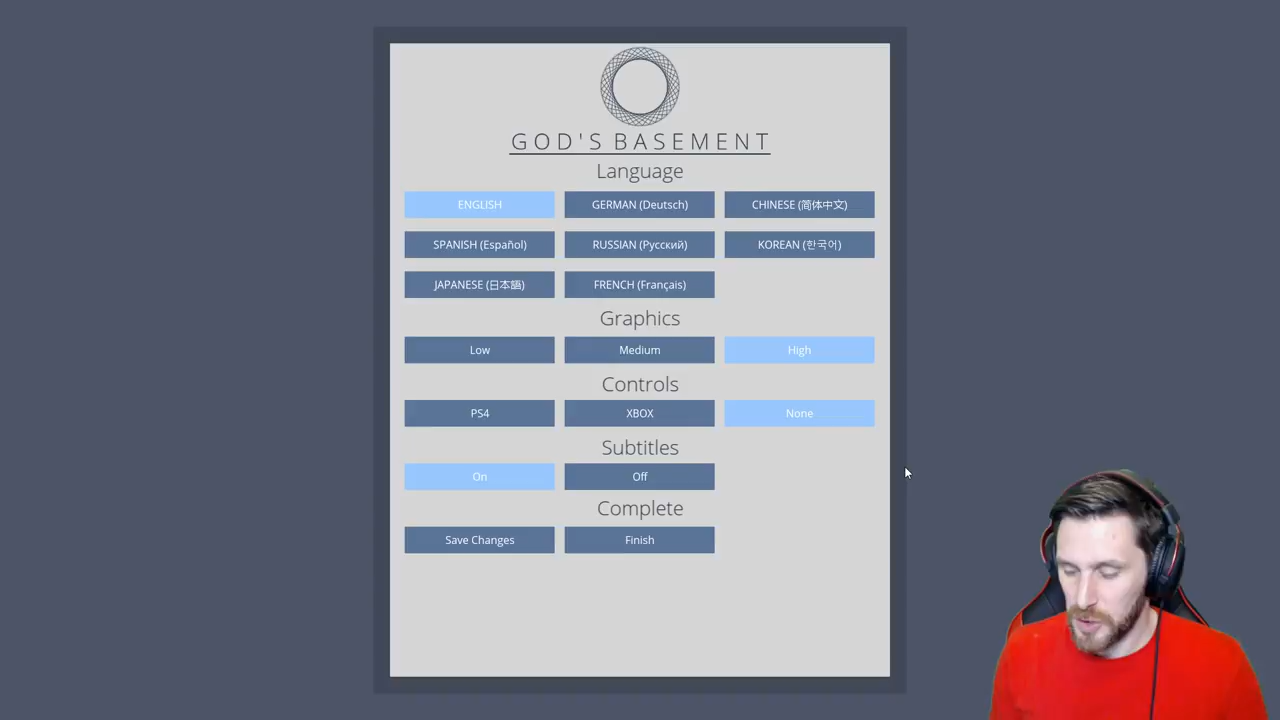 GOD'S BASEMENT
Language
ENGLISH
GERMAN (Deutsch)
CHINESE (简体中文)
SPANISH (Español)
RUSSIAN (Русский)
KOREAN (한국어)
JAPANESE (日本語)
FRENCH (Français)
Graphics
Low
Medium
High
Controls
PS4
XBOX
None
Subtitles
On
Off
Complete
Save Changes
Finish